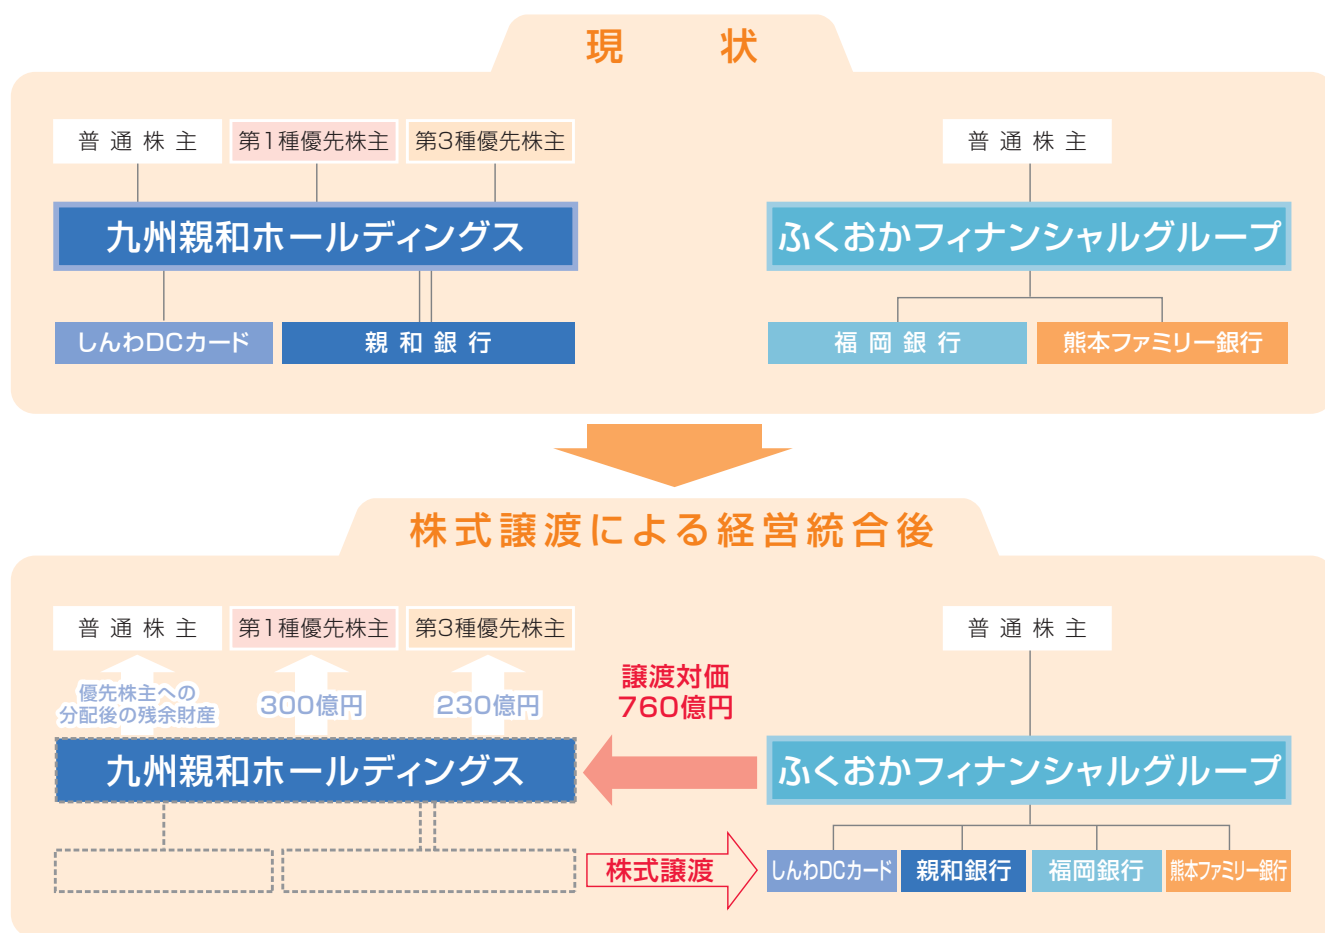 現　状
普通株主
第1種優先株主
第3種優先株主
普通株主
九州親和ホールディングス
ふくおかフィナンシャルグループ
しんわDCカード
親和銀行
福岡銀行
熊本ファミリー銀行
株式譲渡による経営統合後
普通株主
第1種優先株主
第3種優先株主
普通株主
優先株主への
分配後の残余財産
300億円
230億円
譲渡対価
760億円
九州親和ホールディングス
ふくおかフィナンシャルグループ
株式譲渡
しんわDCカード
親和銀行
福岡銀行
熊本ファミリー銀行